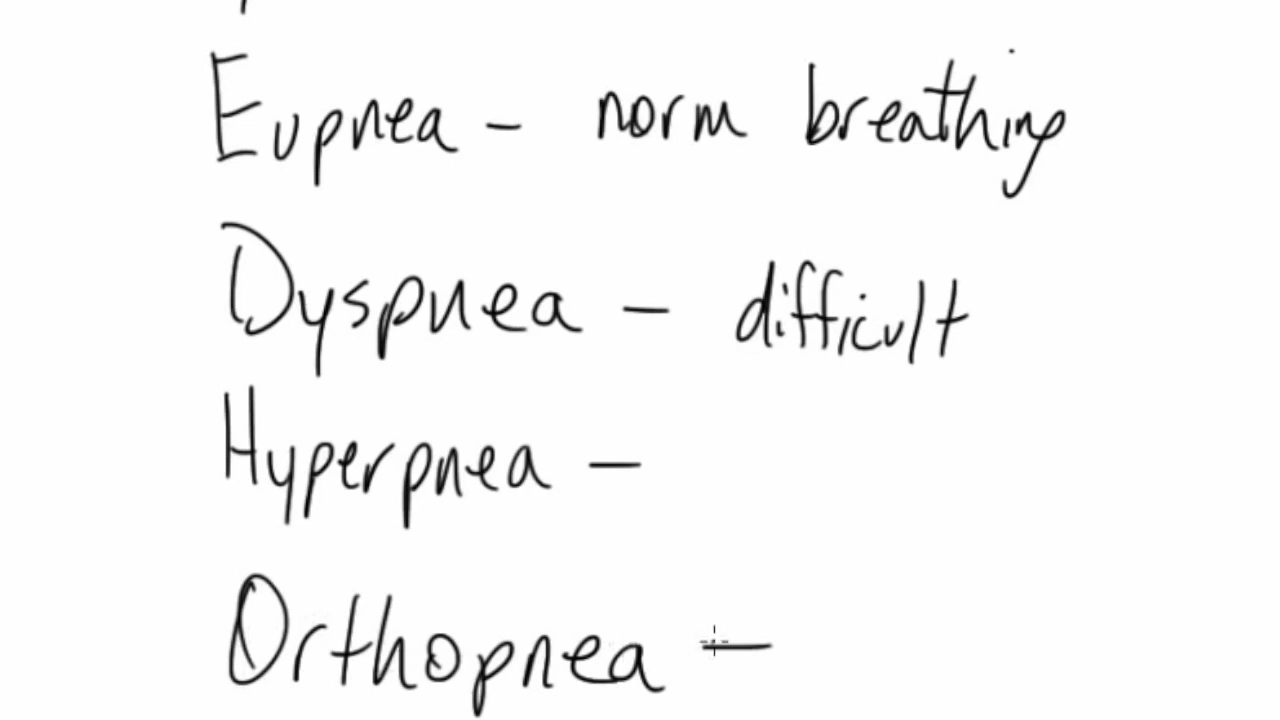 Eupnea - norm breathing
Dyspnea - difficult
Hyperpnea -
Orthopnea -